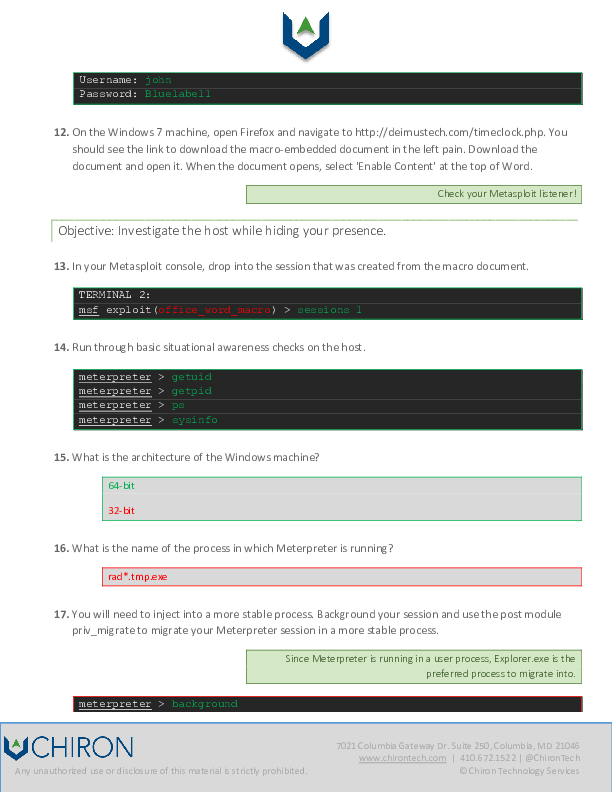 Username: john
Password: Bluelabel1
12. On the Windows 7 machine, open Firefox and navigate to http://deimustech.com/timeclock.php. You
should see the link to download the macro-embedded document in the left pain. Download the
document and open it. When the document opens, select 'Enable Content' at the top of Word.
Check your Metasploit listener!
Objective: Investigate the host while hiding your presence.
13. In your Metasploit console, drop into the session that was created from the macro document.
TERMINAL 2:
msf exploit(office_word_macro) > sessions 1
14. Run through basic situational awareness checks on the host.
meterpreter > getuid
meterpreter > getpid
meterpreter > ps
meterpreter > sysinfo
15. What is the architecture of the Windows machine?
64-bit
32-bit
16. What is the name of the process in which Meterpreter is running?
rad*.tmp.exe
17. You will need to inject into a more stable process. Background your session and use the post module
priv_migrate to migrate your Meterpreter session in a more stable process.
Since Meterpreter is running in a user process, Explorer.exe is the
preferred process to migrate into.
meterpreter > background
CHIRON
7021 Columbia Gateway Dr. Suite 250, Columbia, MD 21046
www.chirontech.com | 410.672.1522 | @ChironTech
Any unauthorized use or disclosure of this material is strictly prohibited.
© Chiron Technology Services